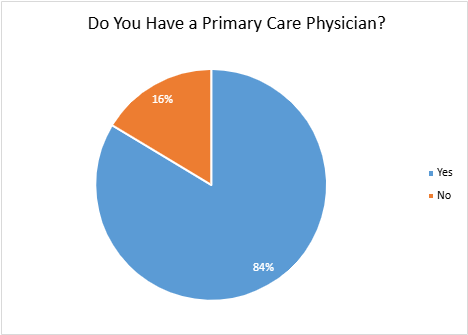 Do You Have a Primary Care Physician?
16%
Yes
No
84%